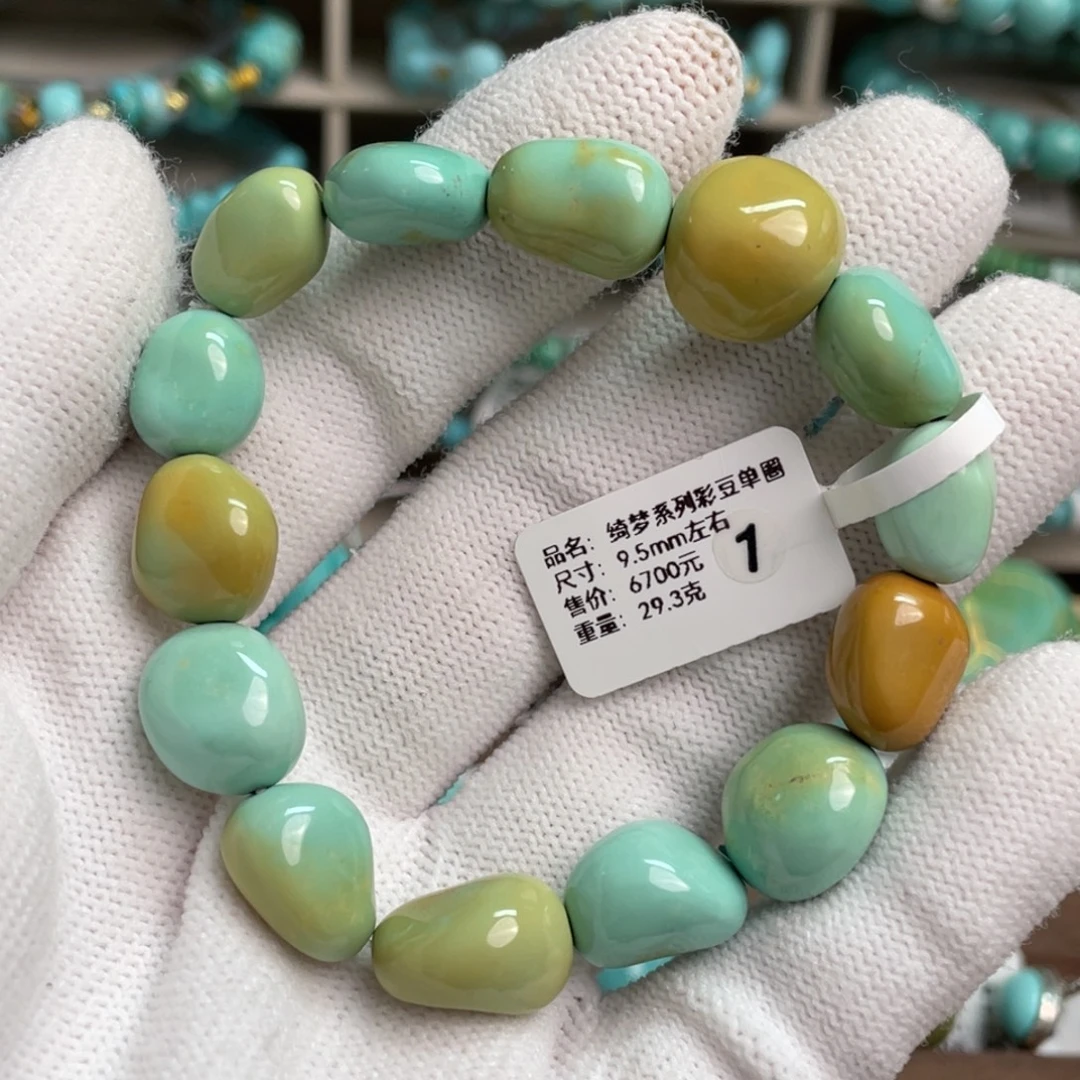 品名: 绮梦系列彩豆单圈
尺寸: 9.5mm左右
售价: 6700元
重量: 29.3克
1